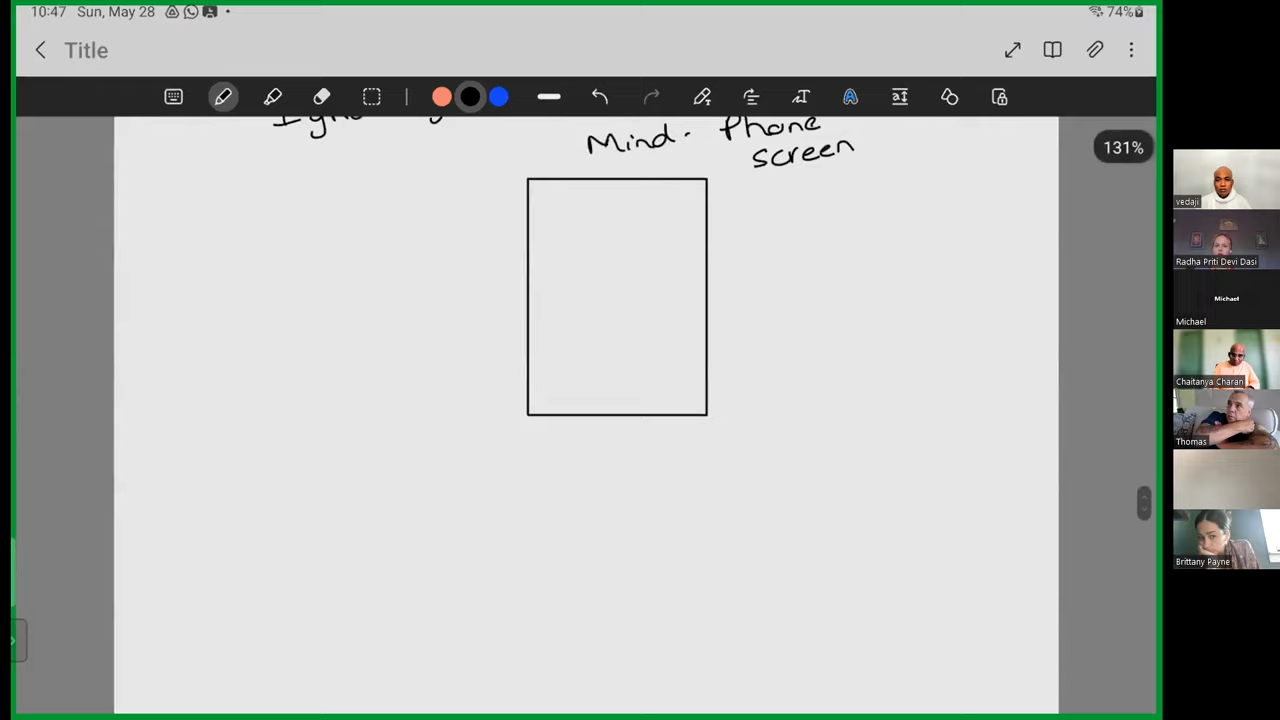 10:47 Sun, May 28
74%
Title
131%
Mind. Phone
screen
vedaji
Radha Priti Devi Dasi
Michael
Michael
Chaitanya Charan
Thomas
Brittany Payne